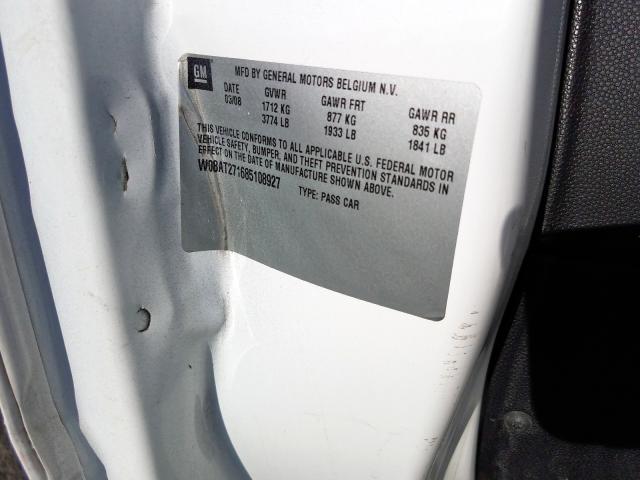 GM
MFD BY GENERAL MOTORS BELGIUM N.V.
DATE GVWR GAWR FRT GAWR RR
03/08 1712 KG 877 KG 835 KG
3774 LB 1933 LB 1841 LB
THIS VEHICLE CONFORMS TO ALL APPLICABLE U.S. FEDERAL MOTOR
VEHICLE SAFETY, BUMPER, AND THEFT PREVENTION STANDARDS IN
EFFECT ON THE DATE OF MANUFACTURE SHOWN ABOVE.
W08AT271685108927 TYPE: PASS CAR